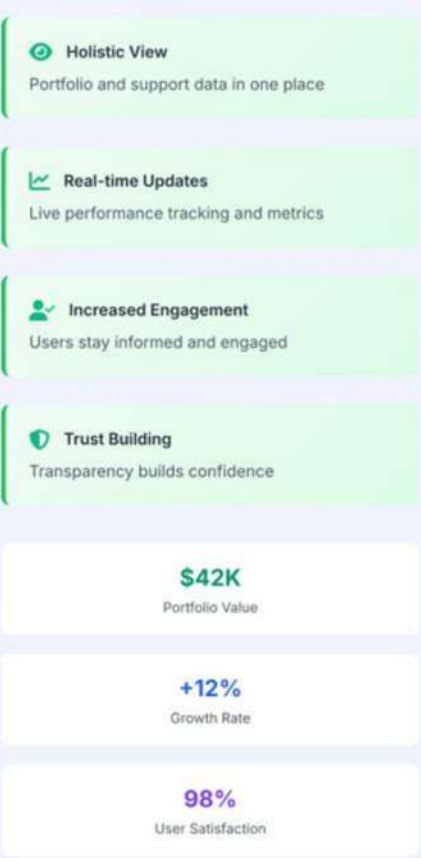 Holistic View
Portfolio and support data in one place
Real-time Updates
Live performance tracking and metrics
Increased Engagement
Users stay informed and engaged
Trust Building
Transparency builds confidence
$42K
Portfolio Value
+12%
Growth Rate
98%
User Satisfaction